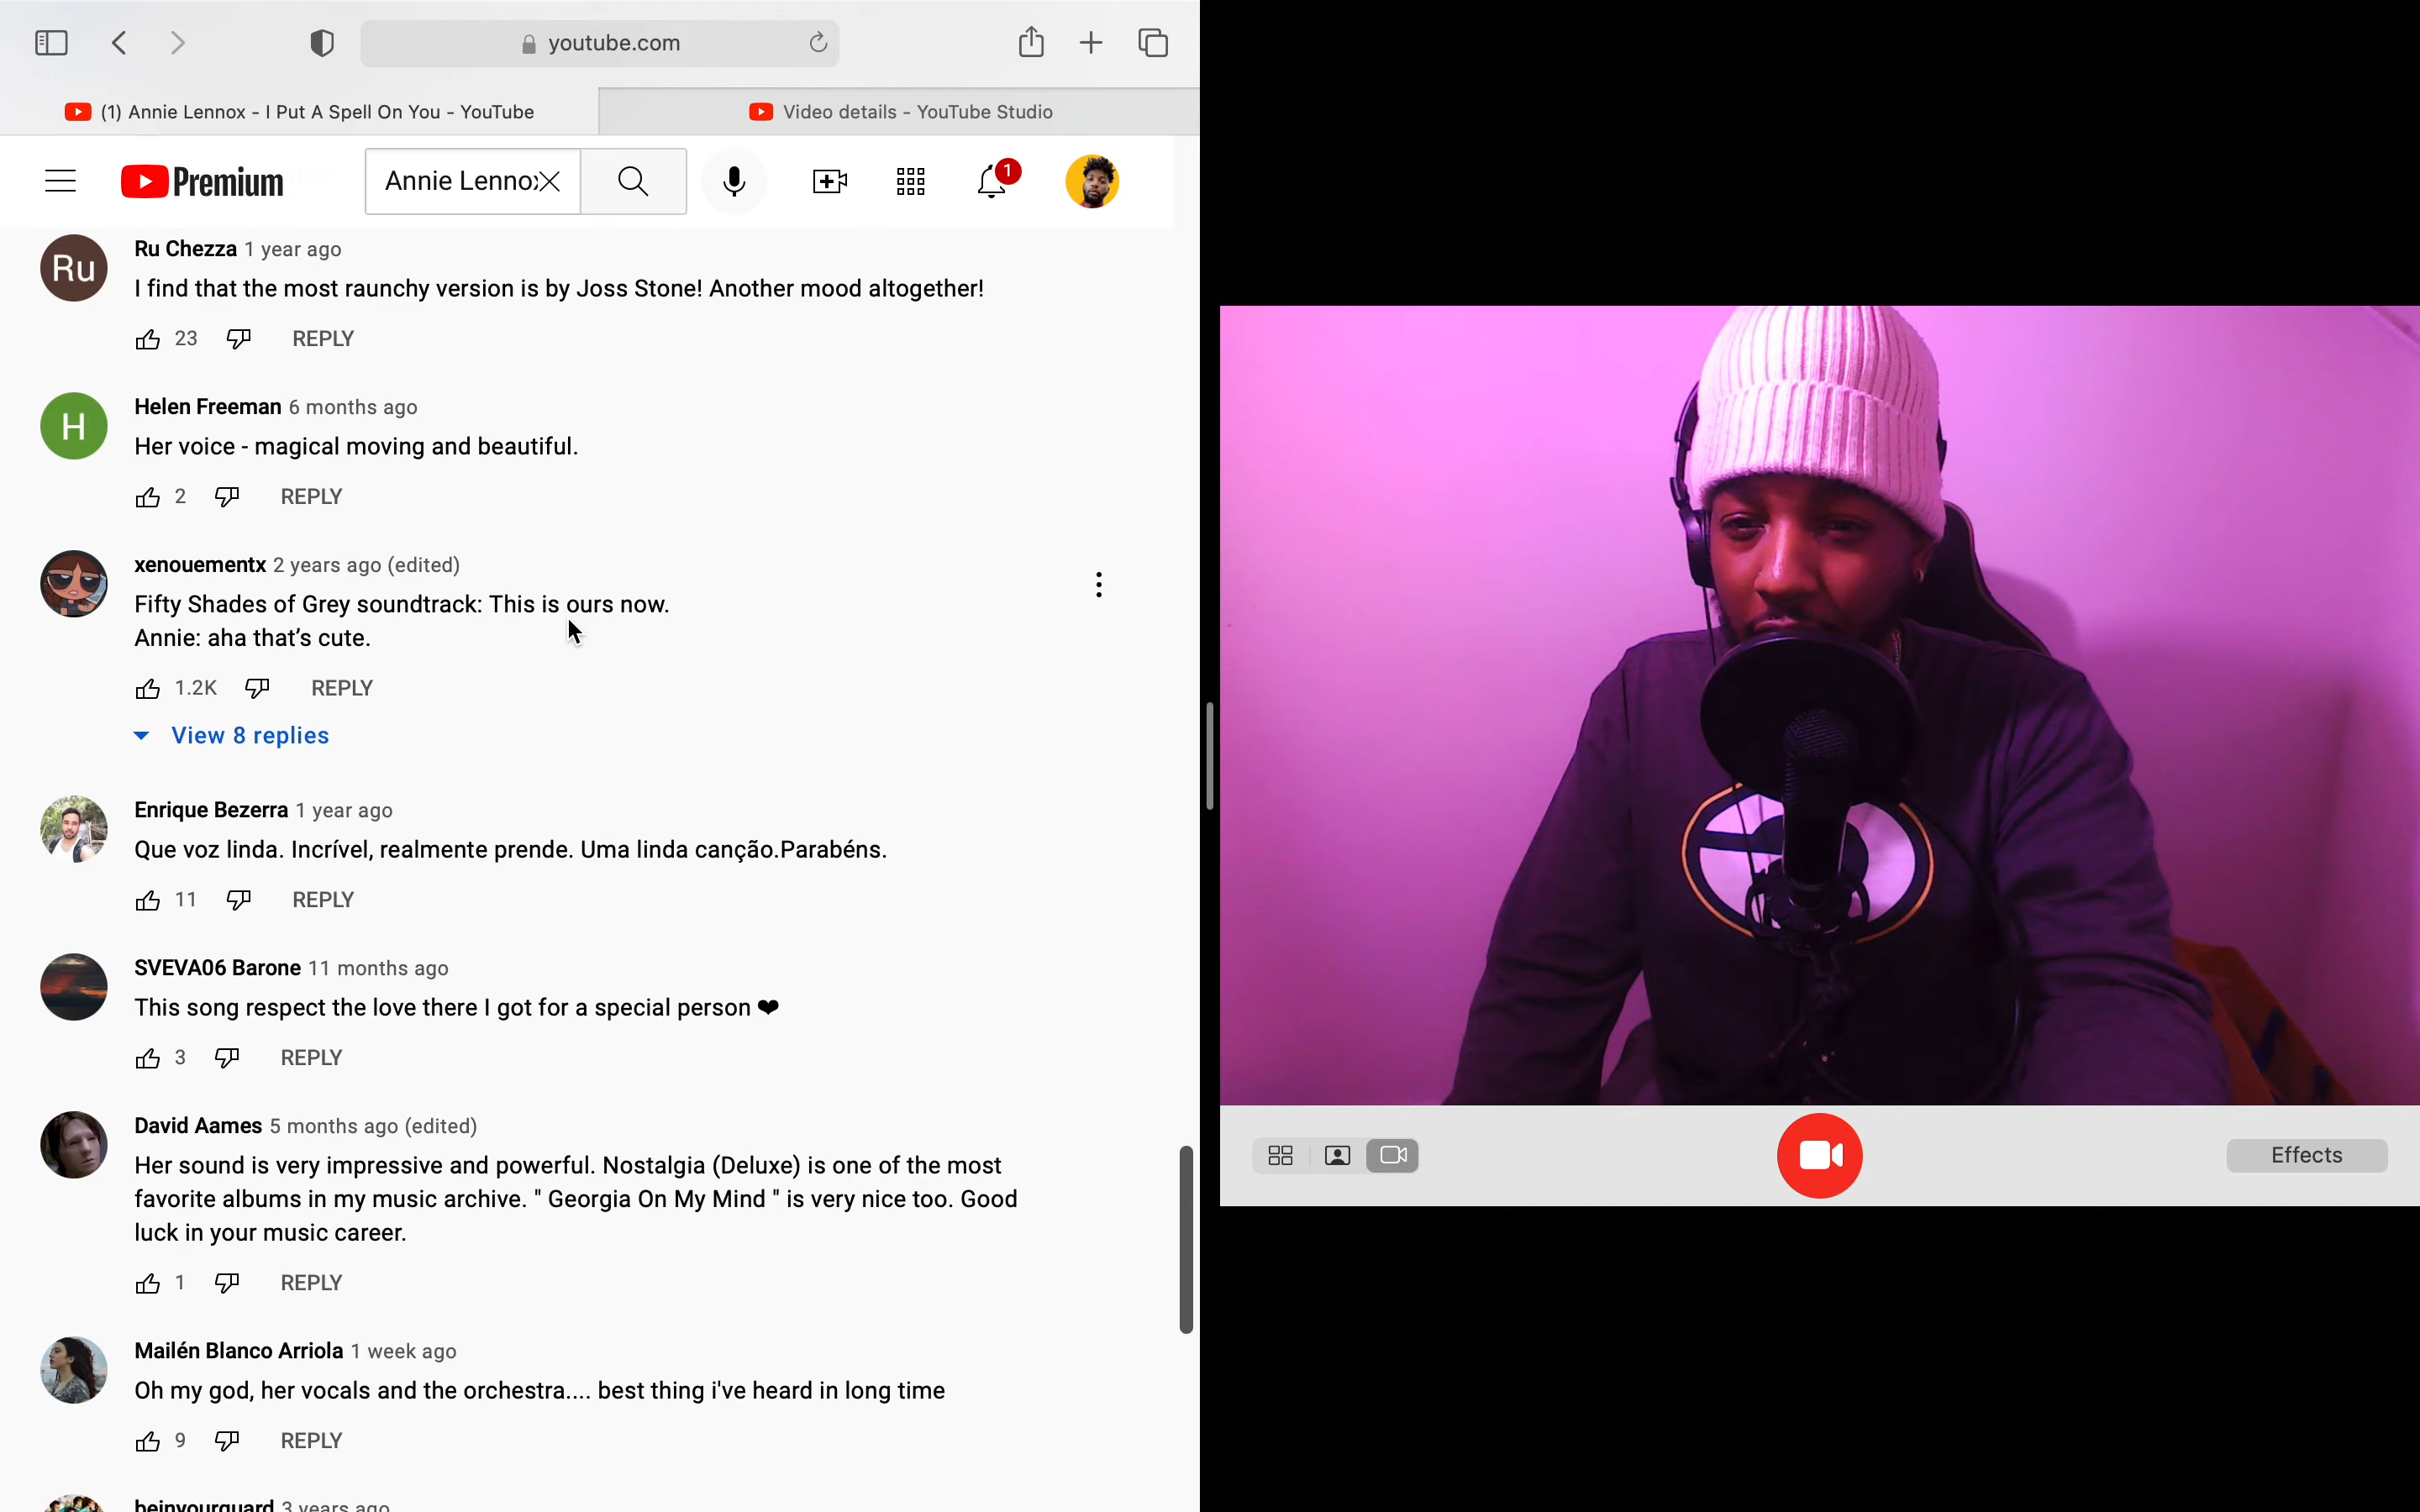 youtube.com
(1) Annie Lennox - I Put A Spell On You - YouTube
Video details - YouTube Studio
Premium
Annie Lennox
1
Ru
Ru Chezza 1 year ago
I find that the most raunchy version is by Joss Stone! Another mood altogether!
23 REPLY
H
Helen Freeman 6 months ago
Her voice - magical moving and beautiful.
2 REPLY
xenouementx 2 years ago (edited)
Fifty Shades of Grey soundtrack: This is ours now.
Annie: aha that’s cute.
1.2K REPLY
View 8 replies
Enrique Bezerra 1 year ago
Que voz linda. Incrível, realmente prende. Uma linda canção.Parabéns.
11 REPLY
SVEVA06 Barone 11 months ago
This song respect the love there I got for a special person ❤
3 REPLY
David Aames 5 months ago (edited)
Her sound is very impressive and powerful. Nostalgia (Deluxe) is one of the most
favorite albums in my music archive. " Georgia On My Mind " is very nice too. Good
luck in your music career.
1 REPLY
Mailén Blanco Arriola 1 week ago
Oh my god, her vocals and the orchestra.... best thing i've heard in long time
9 REPLY
beinyourguard 3 years ago
Effects